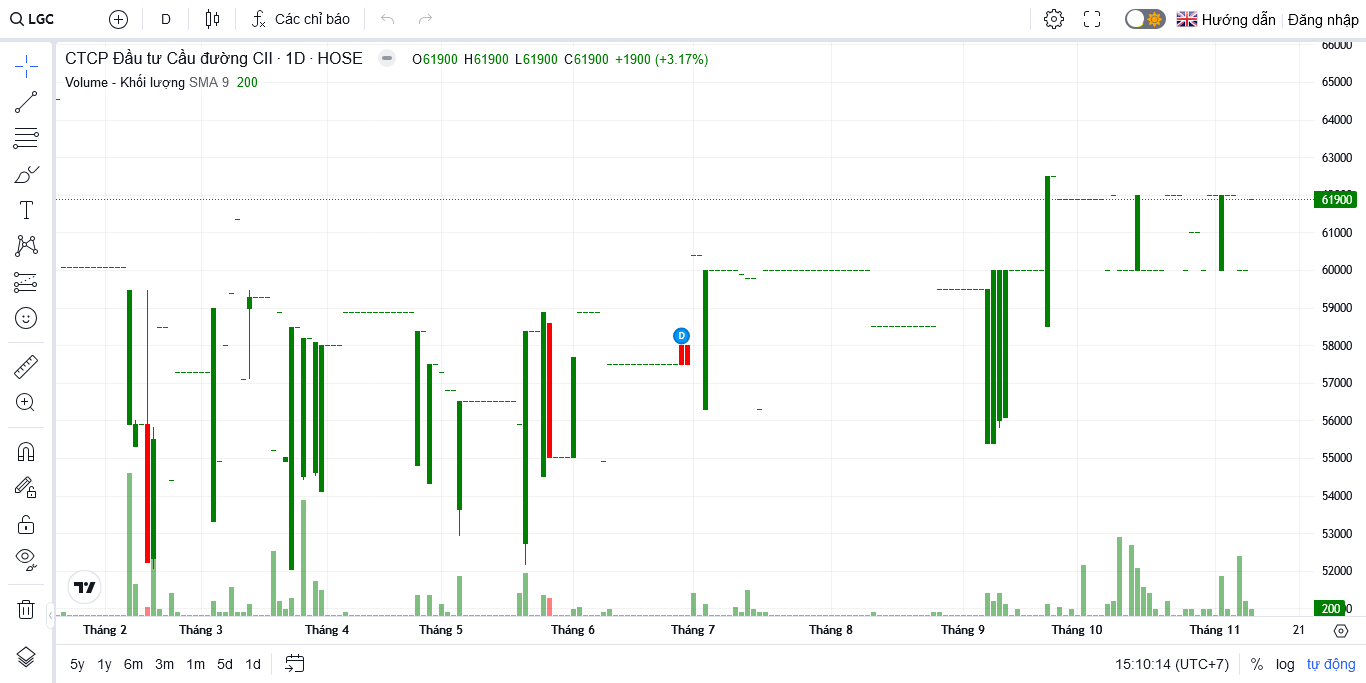 LGC D Các chỉ báo Hướng dẫn Đăng nhập
CTCP Đầu tư Cầu đường CII · 1D · HOSE O61900 H61900 L61900 C61900 +1900 (+3.17%)
Volume - Khối lượng SMA 9 200
D
66000
65000
64000
63000
61900
61000
60000
59000
58000
57000
56000
55000
54000
53000
52000
200
Tháng 2 Tháng 3 Tháng 4 Tháng 5 Tháng 6 Tháng 7 Tháng 8 Tháng 9 Tháng 10 Tháng 11 21
5y 1y 6m 3m 1m 5d 1d 15:10:14 (UTC+7) % log tự động